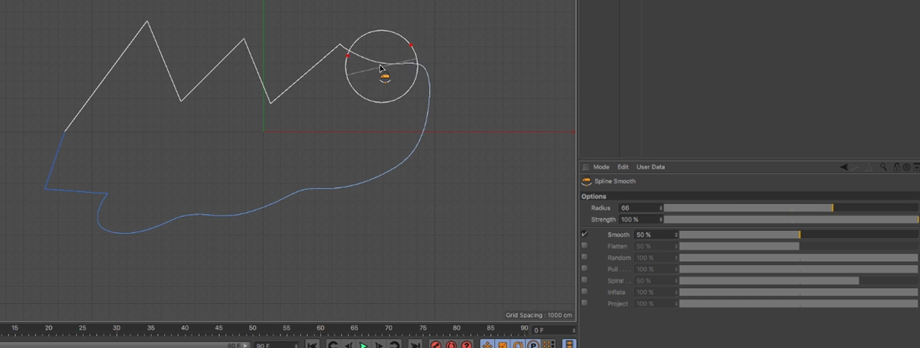 Mode Edit User Data
Spline Smooth
Options
Radius 66
Strength 100 %
Smooth 50 %
Flatten 50 %
Random 100 %
Pull 100 %
Spiral 50 %
Inflate 100 %
Project 100 %
Grid Spacing : 1000 cm
15 20 25 30 35 40 45 50 55 60 65 70 75 80 85 90
0 F
90 F